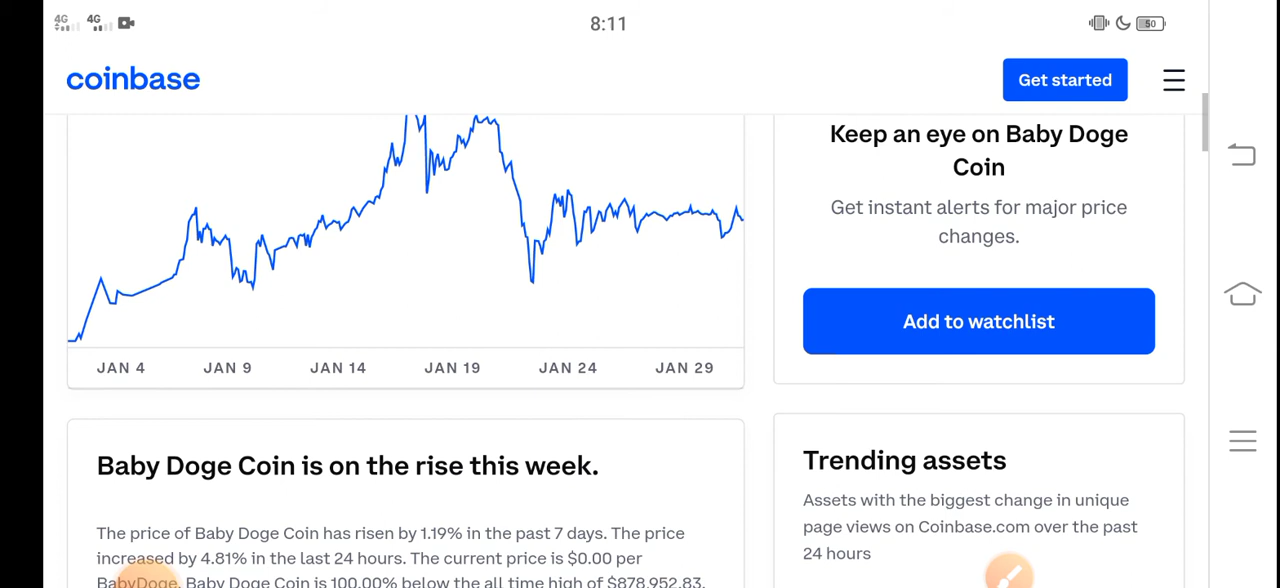 4G 4G 8:11 50
coinbase
Get started
Keep an eye on Baby Doge
Coin
Get instant alerts for major price
changes.
Add to watchlist
JAN 4 JAN 9 JAN 14 JAN 19 JAN 24 JAN 29
Baby Doge Coin is on the rise this week.
The price of Baby Doge Coin has risen by 1.19% in the past 7 days. The price
increased by 4.81% in the last 24 hours. The current price is $0.00 per
BabyDoge. Baby Doge Coin is 100.00% below the all time high of $878,952.83.
Trending assets
Assets with the biggest change in unique
page views on Coinbase.com over the past
24 hours